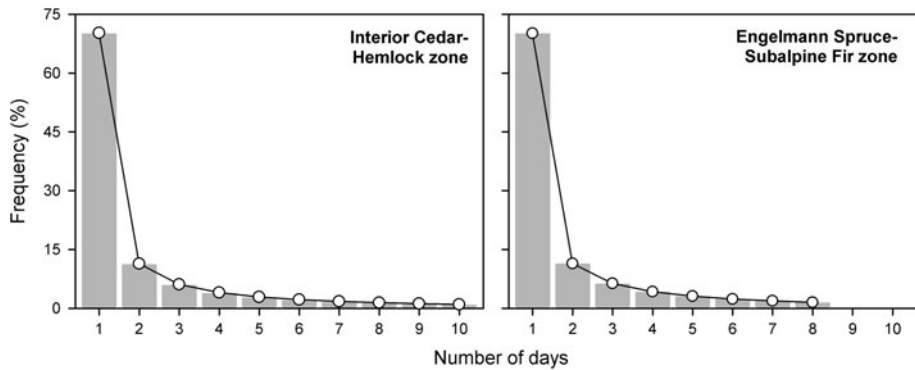 Interior Cedar-
Hemlock zone
Engelmann Spruce-
Subalpine Fir zone
Frequency (%)
75
60
45
30
15
0
1 2 3 4 5 6 7 8 9 10
1 2 3 4 5 6 7 8 9 10
Number of days